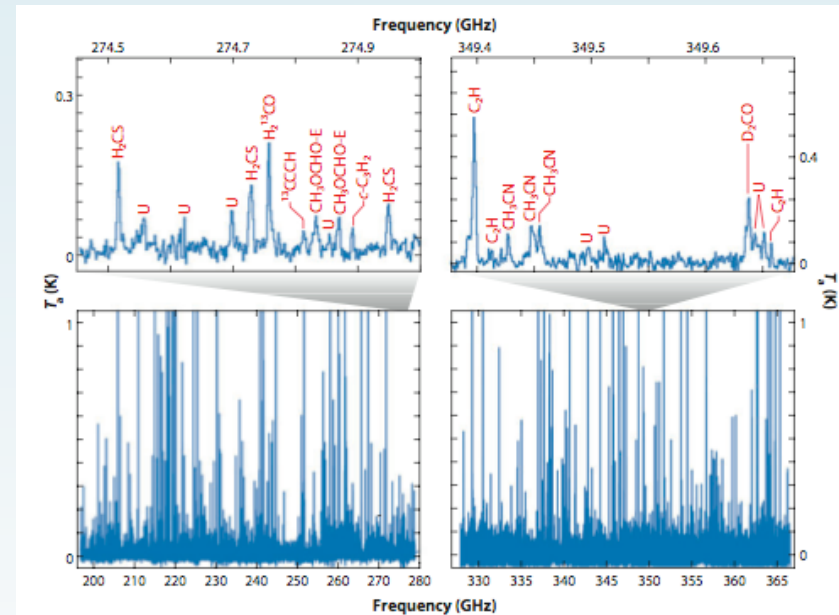 Frequency (GHz)
274.5 274.7 274.9
349.4 349.5 349.6
0.3
0
H₂CS
U
U
U
H₂CS
H₂¹³CO
¹³CCCH
CH₃OCHO-E
U
CH₃OCHO-E
c-C₃H₂
H₂CS
C₂H
C₂H
CH₃CN
CH₃CN
CH₃CN
U
U
D₂CO
U
C₂H
0.4
0
Tₐ (K)
Tₐ (K)
1
0
1
0
200 210 220 230 240 250 260 270 280
330 335 340 345 350 355 360 365
Frequency (GHz)